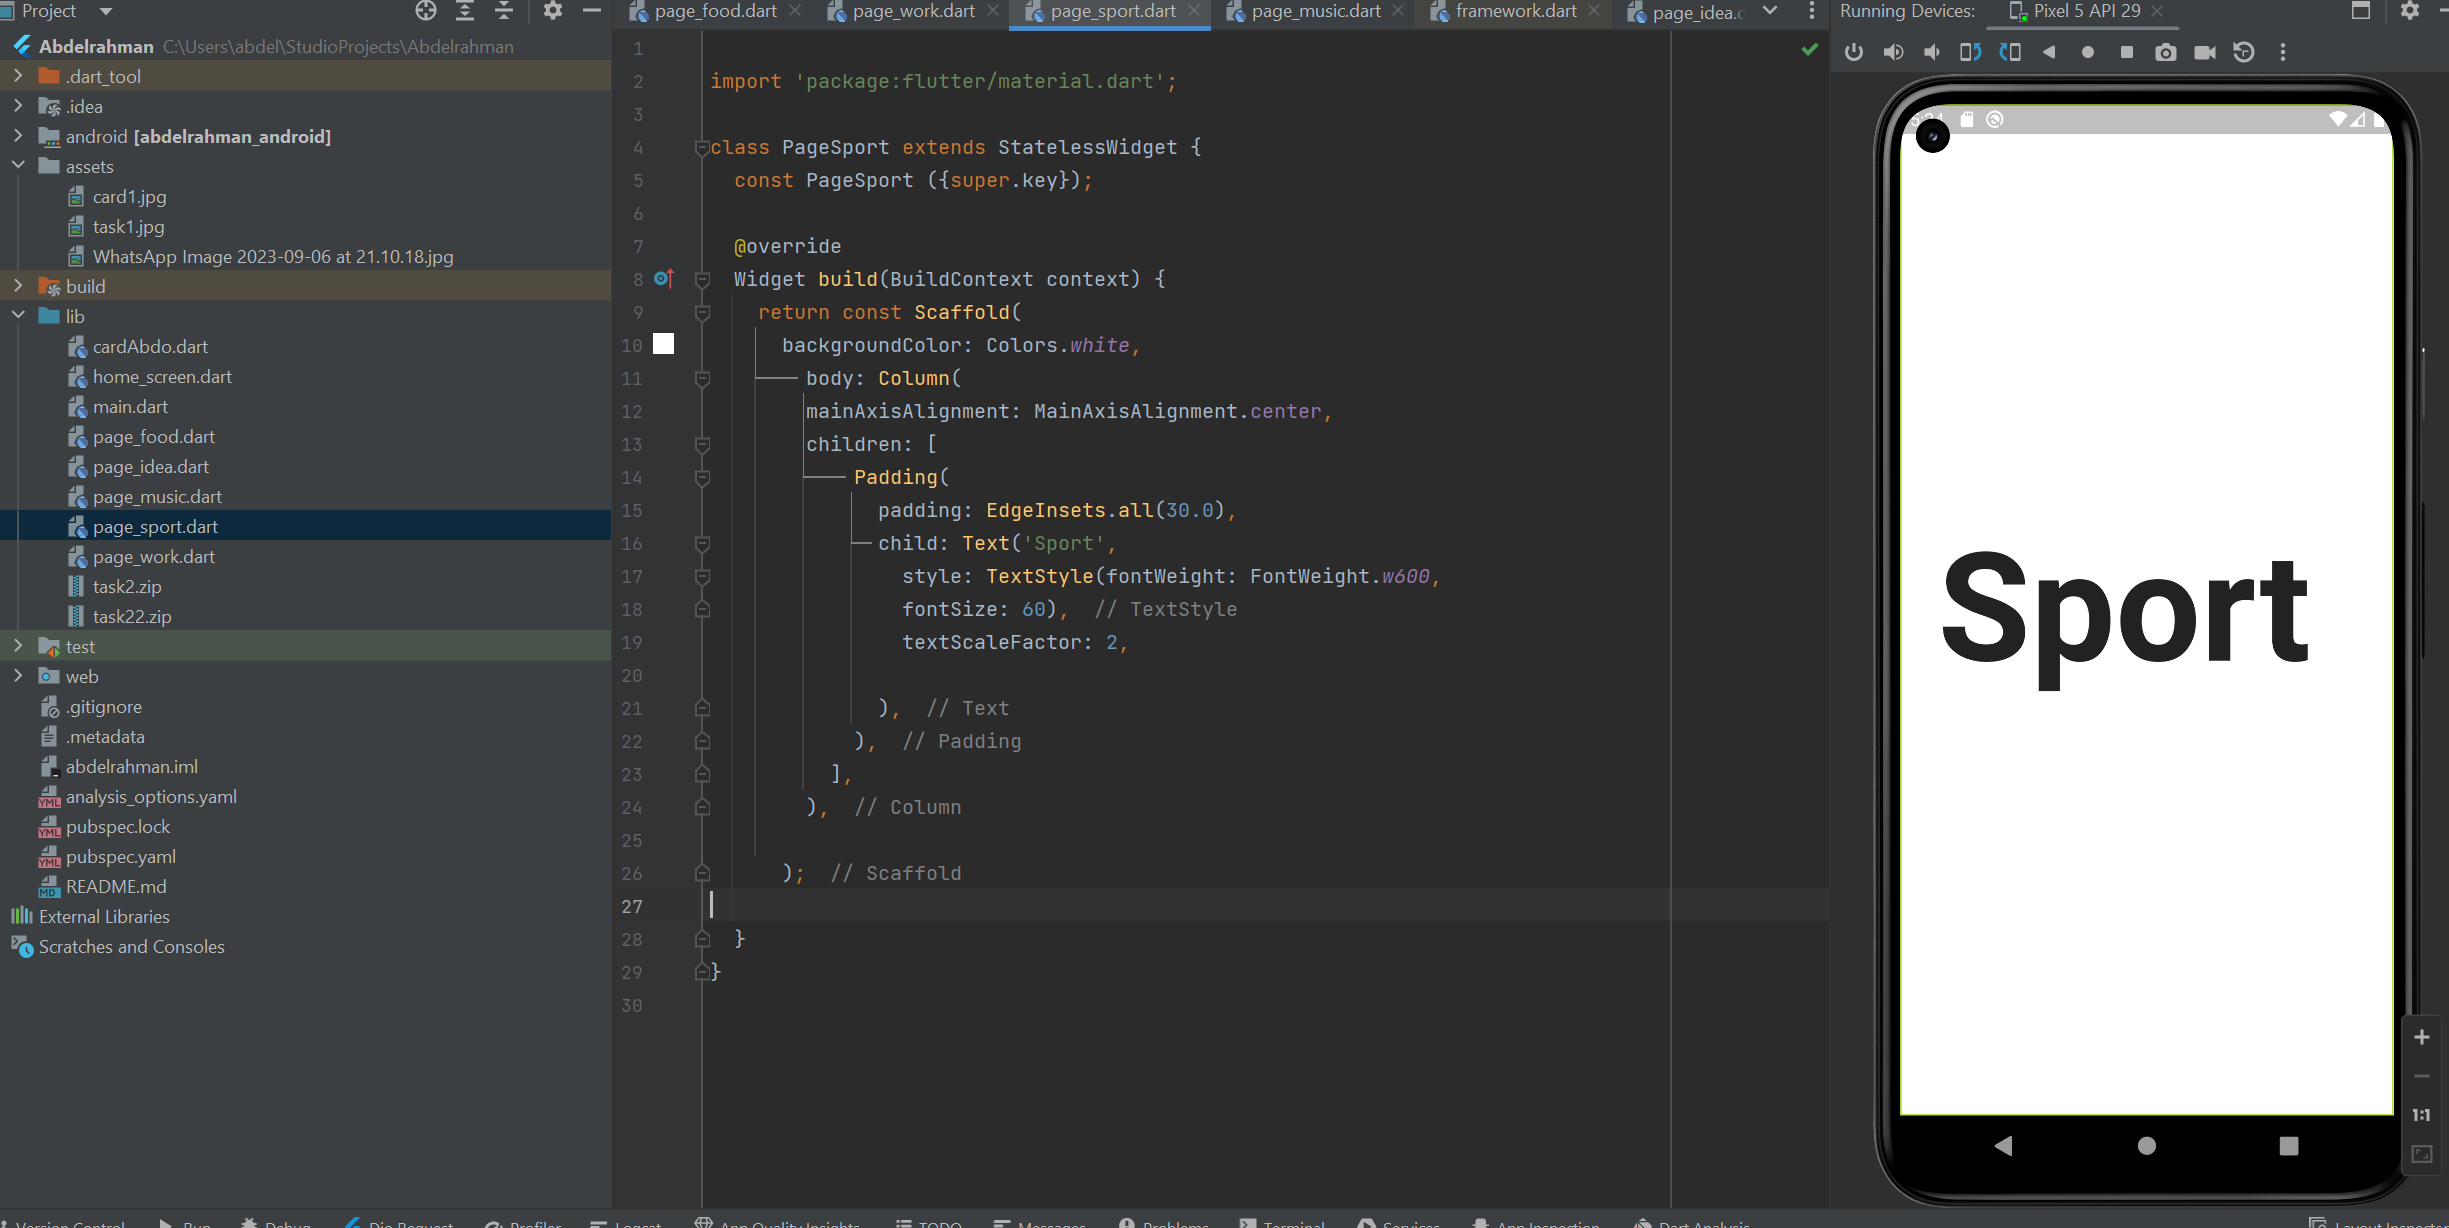 Project
page_food.dart
page_work.dart
page_sport.dart
page_music.dart
framework.dart
page_idea.c
Running Devices:
Pixel 5 API 29
Abdelrahman C:\Users\abdel\StudioProjects\Abdelrahman
.dart_tool
.idea
android [abdelrahman_android]
assets
card1.jpg
task1.jpg
WhatsApp Image 2023-09-06 at 21.10.18.jpg
build
lib
cardAbdo.dart
home_screen.dart
main.dart
page_food.dart
page_idea.dart
page_music.dart
page_sport.dart
page_work.dart
task2.zip
task22.zip
test
web
.gitignore
.metadata
abdelrahman.iml
analysis_options.yaml
pubspec.lock
pubspec.yaml
README.md
External Libraries
Scratches and Consoles
1
2 import 'package:flutter/material.dart';
3
4 class PageSport extends StatelessWidget {
5 const PageSport ({super.key});
6
7 @override
8 Widget build(BuildContext context) {
9 return const Scaffold(
10 backgroundColor: Colors.white,
11 body: Column(
12 mainAxisAlignment: MainAxisAlignment.center,
13 children: [
14 Padding(
15 padding: EdgeInsets.all(30.0),
16 child: Text('Sport',
17 style: TextStyle(fontWeight: FontWeight.w600,
18 fontSize: 60), // TextStyle
19 textScaleFactor: 2,
20
21 ), // Text
22 ), // Padding
23 ],
24 ), // Column
25
26 ); // Scaffold
27
28 }
29 }
30
Sport
1:1
Version Control
Run
Debug
Dio Request
Profiler
Logcat
App Quality Insights
TODO
Messages
Problems
Terminal
Services
App Inspection
Dart Analysis
Layout Inspector